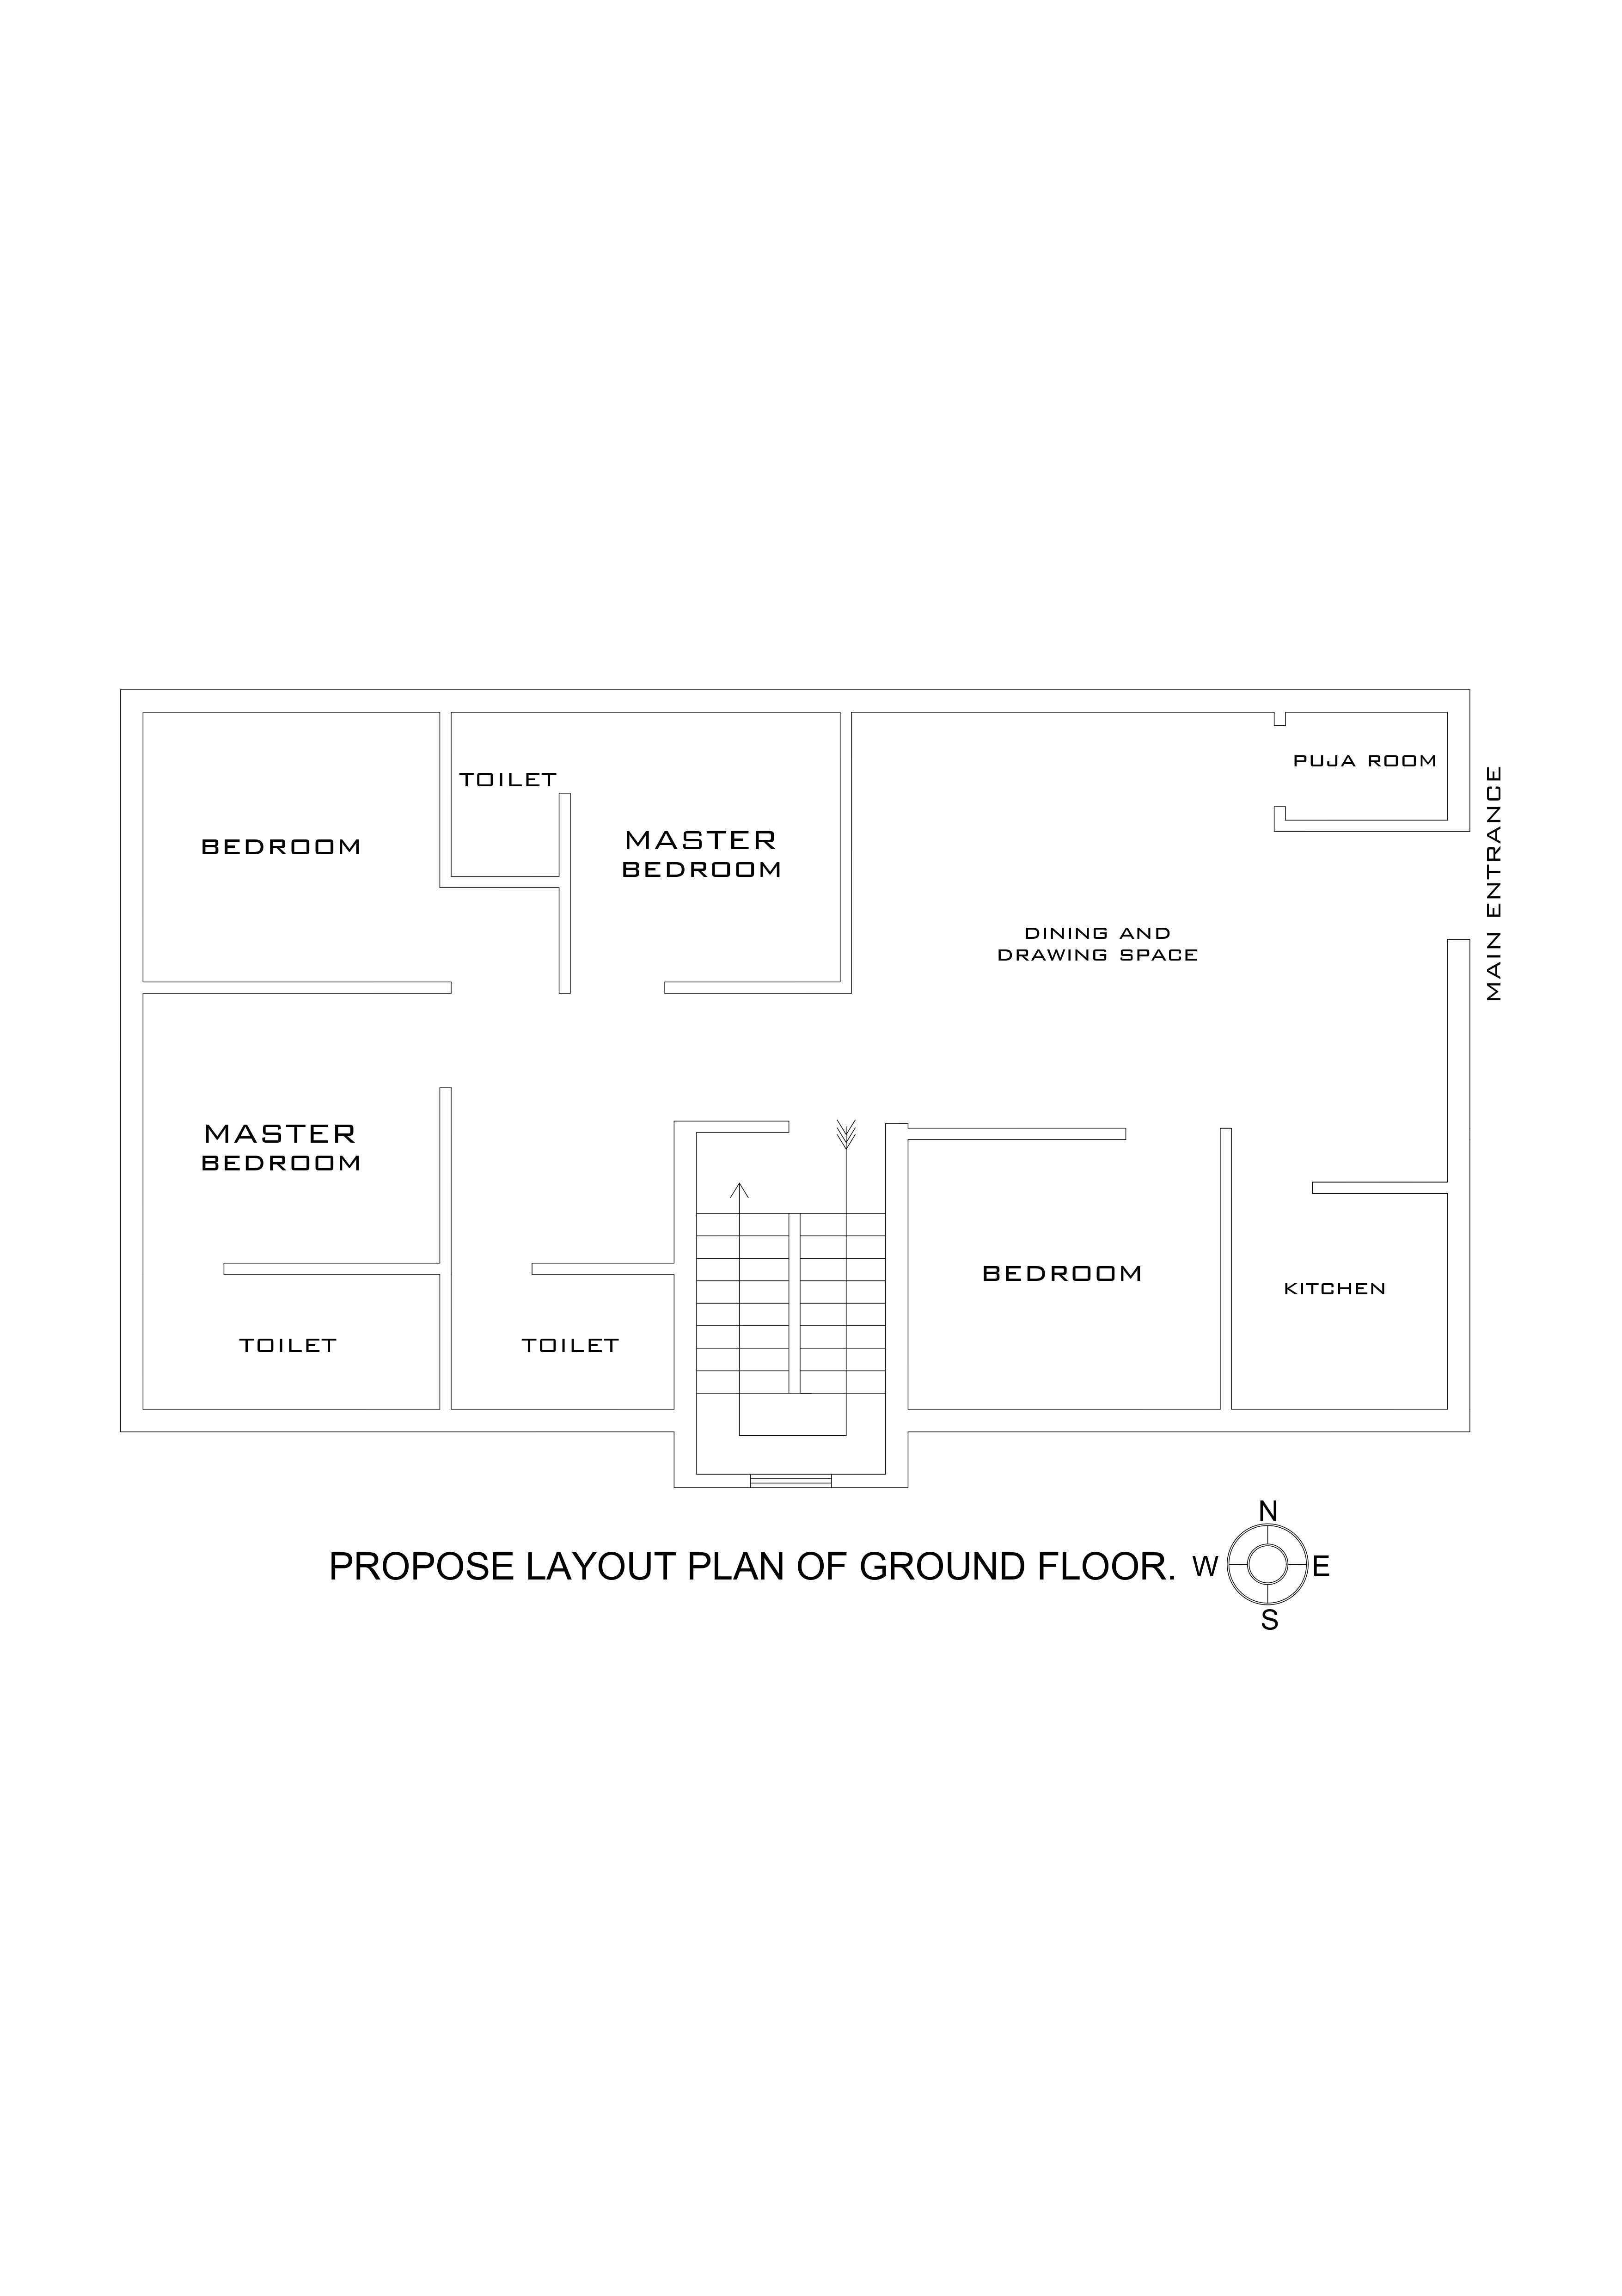 PUJA ROOM
TOILET
MASTER
BEDROOM
BEDROOM
MAIN ENTRANCE
DINING AND
DRAWING SPACE
MASTER
BEDROOM
BEDROOM
KITCHEN
TOILET
TOILET
N
PROPOSE LAYOUT PLAN OF GROUND FLOOR.
W
E
S